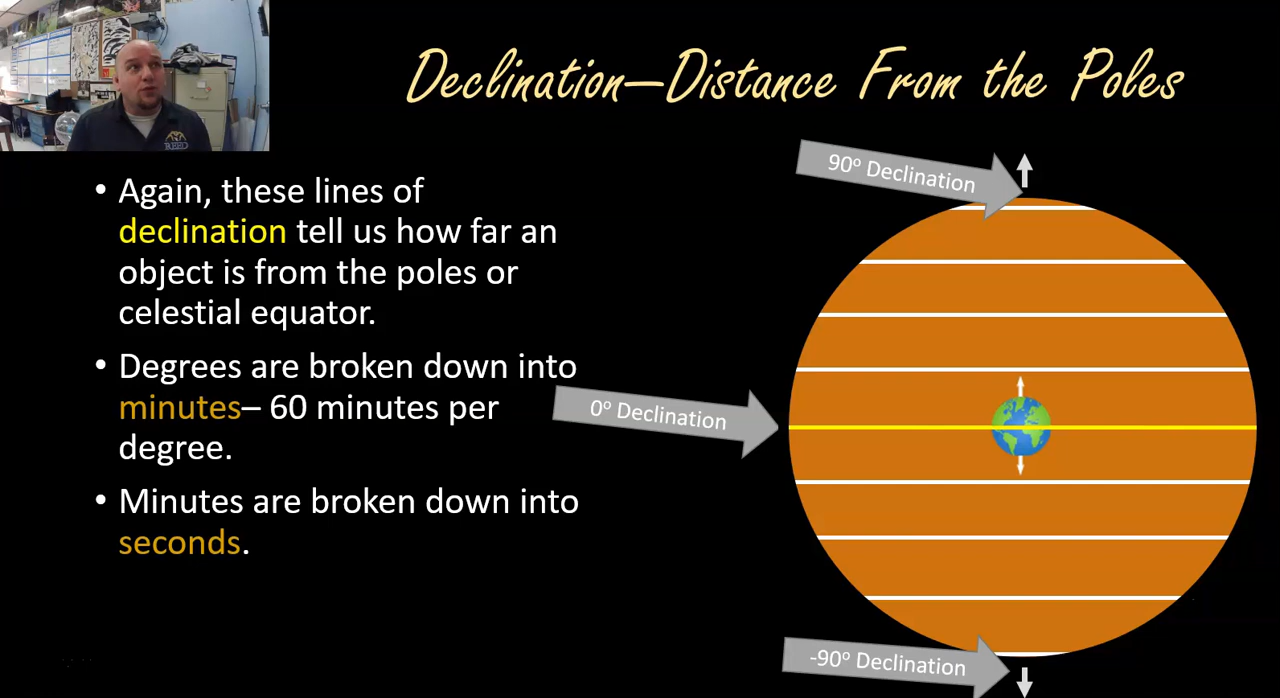 Declination—Distance From the Poles
REED
90º Declination
• Again, these lines of
declination tell us how far an
object is from the poles or
celestial equator.
• Degrees are broken down into
minutes– 60 minutes per
degree.
0º Declination
• Minutes are broken down into
seconds.
-90º Declination